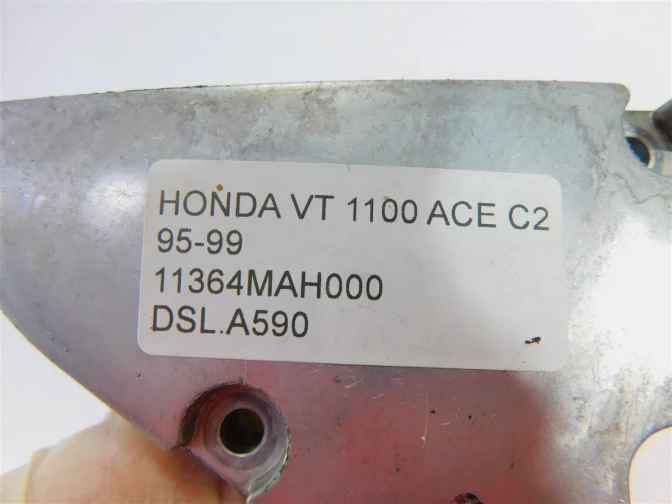 HONDA VT 1100 ACE C2
95-99
11364MAH000
DSL.A590